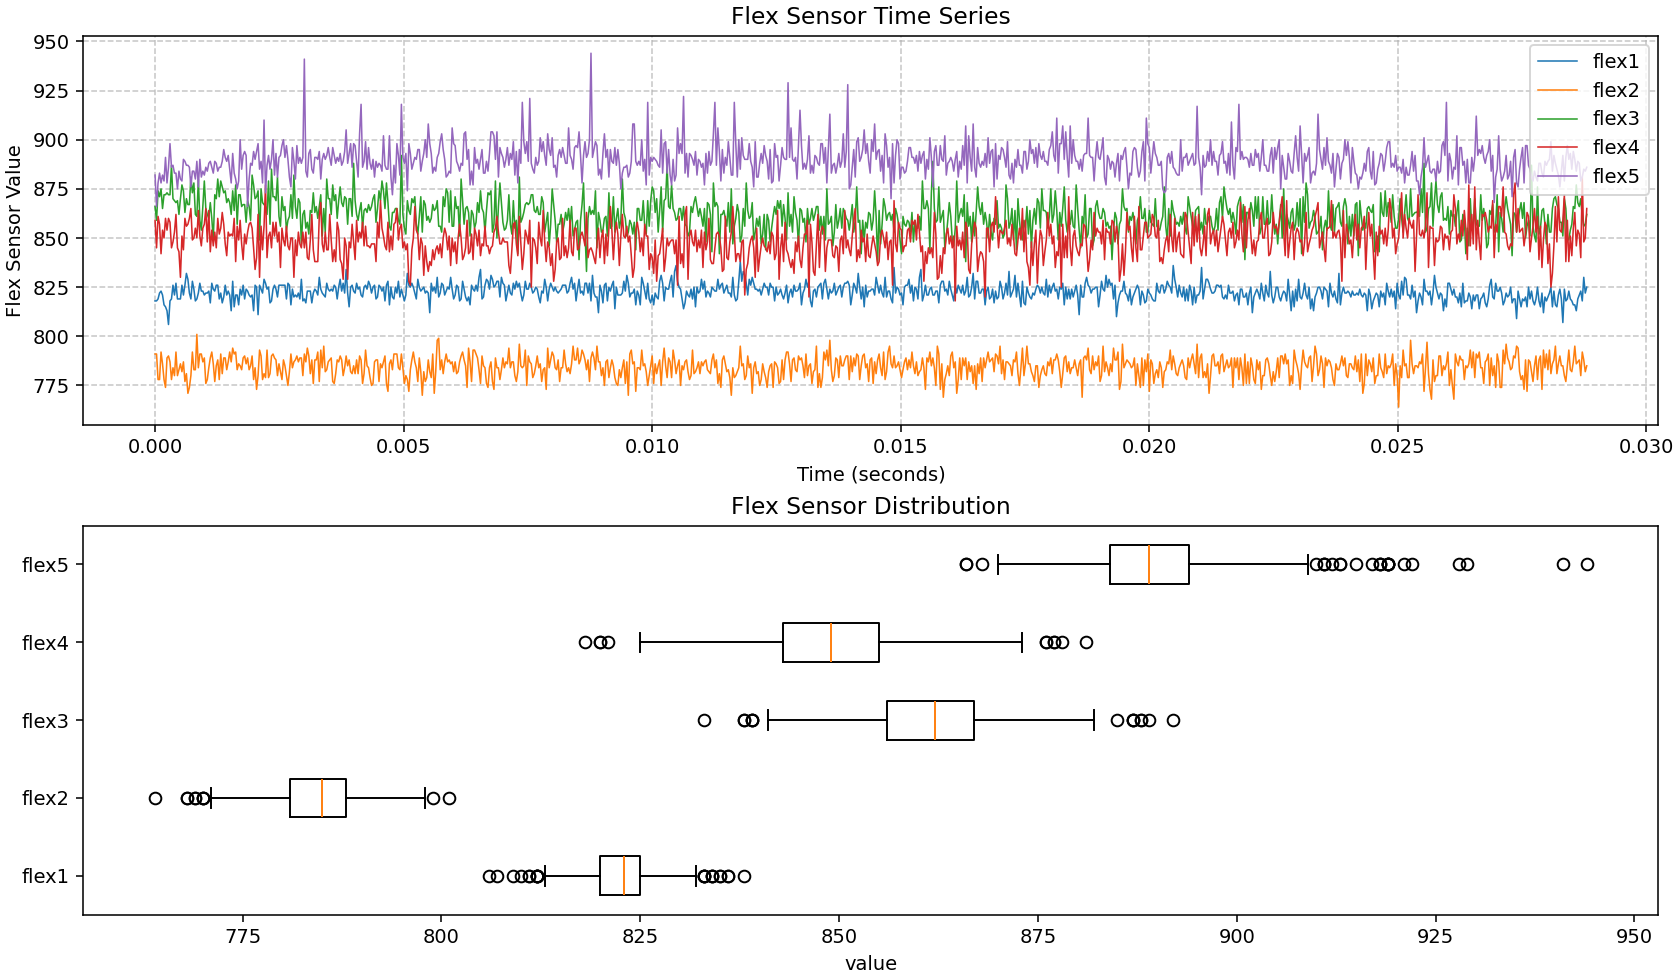 Flex Sensor Time Series
Flex Sensor Value
950
925
900
875
850
825
800
775
flex1
flex2
flex3
flex4
flex5
0.000 0.005 0.010 0.015 0.020 0.025 0.030
Time (seconds)
Flex Sensor Distribution
flex5
flex4
flex3
flex2
flex1
775 800 825 850 875 900 925 950
value